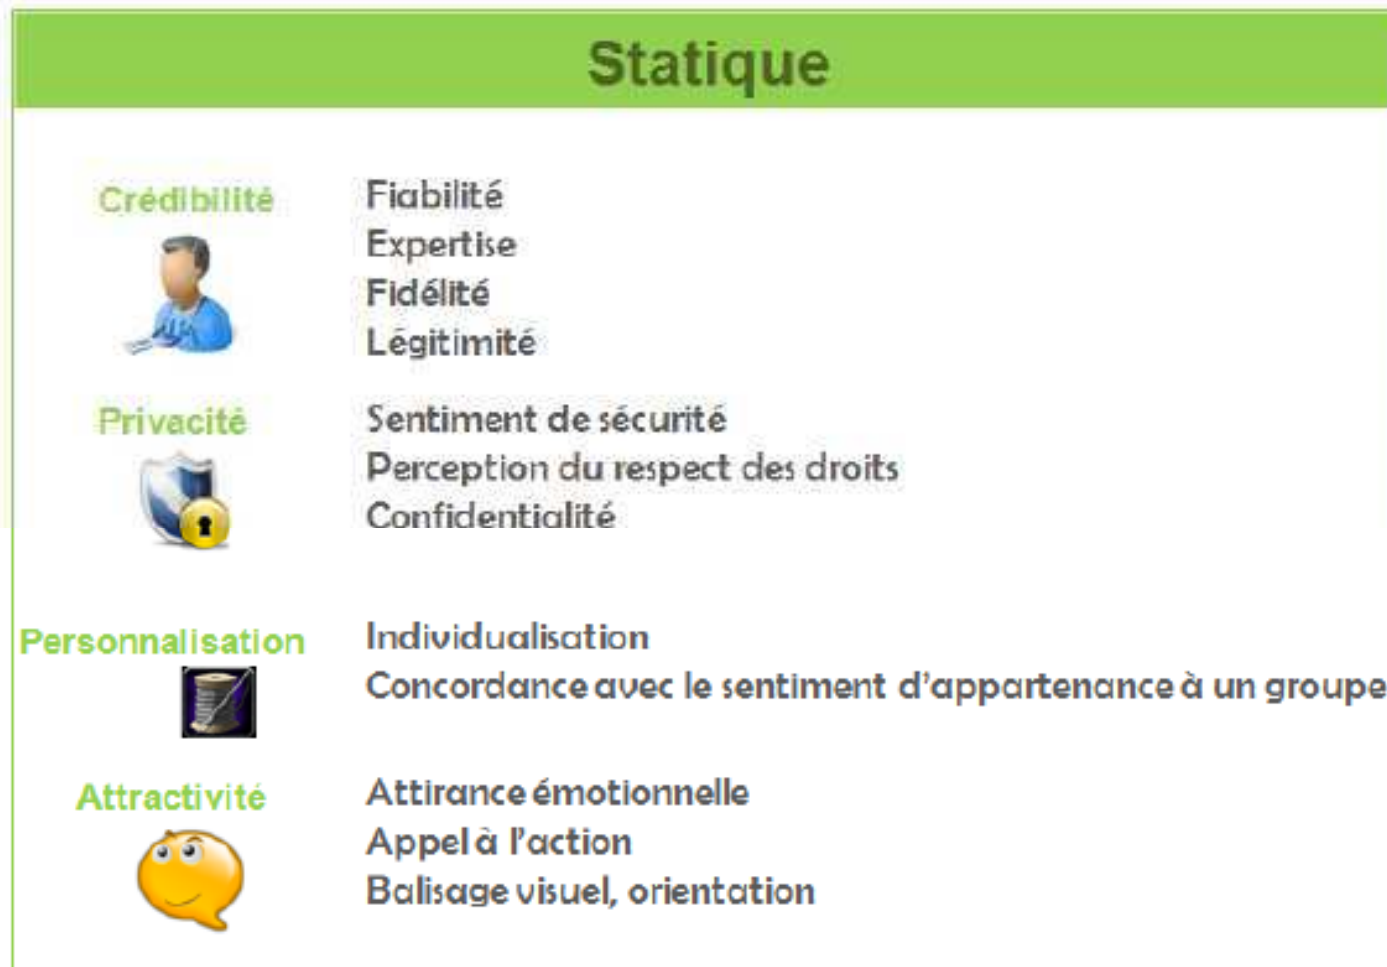 Statique
Crédibilité
Fiabilité
Expertise
Fidélité
Légitimité
Privacité
Sentiment de sécurité
Perception du respect des droits
Confidentialité
Personnalisation
Individualisation
Concordance avec le sentiment d'appartenance à un groupe
Attractivité
Attirance émotionnelle
Appel à l'action
Balisage visuel, orientation